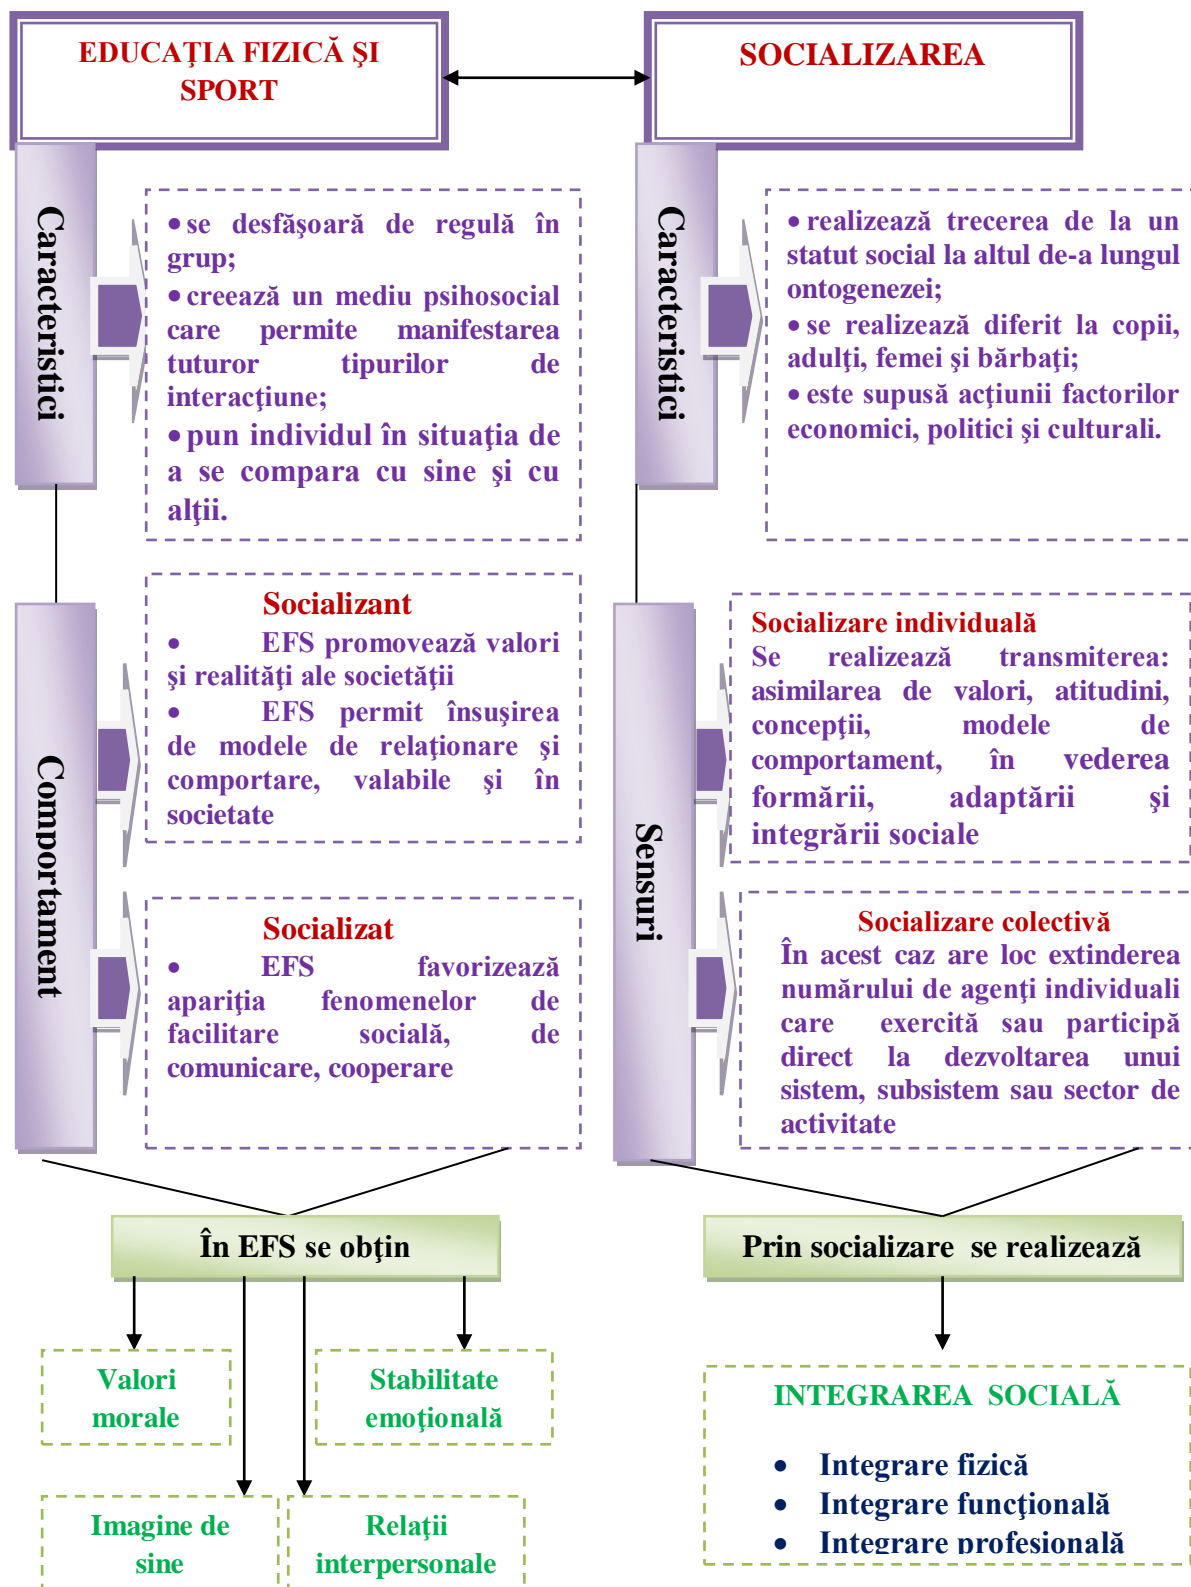 EDUCAŢIA FIZICĂ ŞI
SPORT
SOCIALIZAREA
Caracteristici
• se desfăşoară de regulă în
grup;
• creează un mediu psihosocial
care permite manifestarea
tuturor tipurilor de
interacţiune;
• pun individul în situaţia de
a se compara cu sine şi cu
alţii.
Caracteristici
• realizează trecerea de la un
statut social la altul de-a lungul
ontogenezei;
• se realizează diferit la copii,
adulţi, femei şi bărbaţi;
• este supusă acţiunii factorilor
economici, politici şi culturali.
Comportament
Socializant
• EFS promovează valori
şi realităţi ale societăţii
• EFS permit însuşirea
de modele de relaţionare şi
comportare, valabile şi în
societate
Socializat
• EFS favorizează
apariţia fenomenelor de
facilitare socială, de
comunicare, cooperare
Sensuri
Socializare individuală
Se realizează transmiterea:
asimilarea de valori, atitudini,
concepţii, modele de
comportament, în vederea
formării, adaptării şi
integrării sociale
Socializare colectivă
În acest caz are loc extinderea
numărului de agenţi individuali
care exercită sau participă
direct la dezvoltarea unui
sistem, subsistem sau sector de
activitate
În EFS se obţin
Valori
morale
Stabilitate
emoţională
Imagine de
sine
Relaţii
interpersonale
Prin socializare se realizează
INTEGRAREA SOCIALĂ
• Integrare fizică
• Integrare funcţională
• Integrare profesională